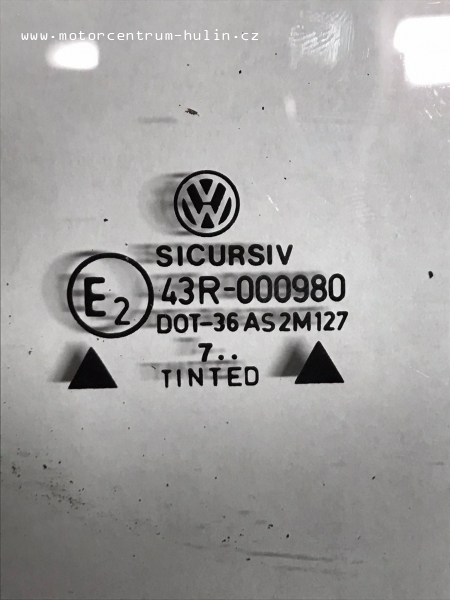 www.motorcentrum-hulin.cz
SICURSIV
E2
43R-000980
DOT-36 AS2M127
7..
TINTED